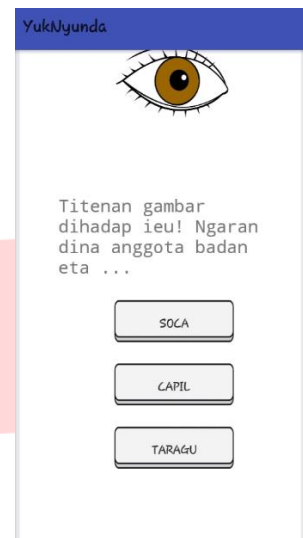 YukNyunda
Titenan gambar
dihadap ieu! Ngaran
dina anggota badan
eta ...
SOCA
CAPIL
TARAGU